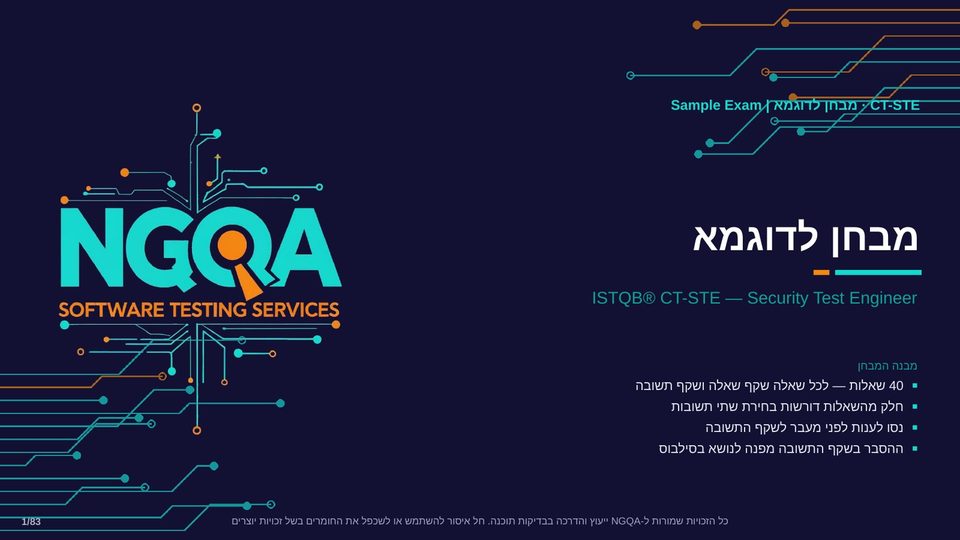 CT-STE · מבחן לדוגמא | Sample Exam
NGQA
SOFTWARE TESTING SERVICES
מבחן לדוגמא
ISTQB® CT-STE — Security Test Engineer
מבנה המבחן
40 שאלות — לכל שאלה שקף שאלה ושקף תשובה
חלק מהשאלות דורשות בחירת שתי תשובות
נסו לענות לפני מעבר לשקף התשובה
ההסבר בשקף התשובה מפנה לנושא בסילבוס
כל הזכויות שמורות ל-NGQA ייעוץ והדרכה בבדיקות תוכנה. חל איסור להשתמש או לשכפל את החומרים בשל זכויות יוצרים
1/83